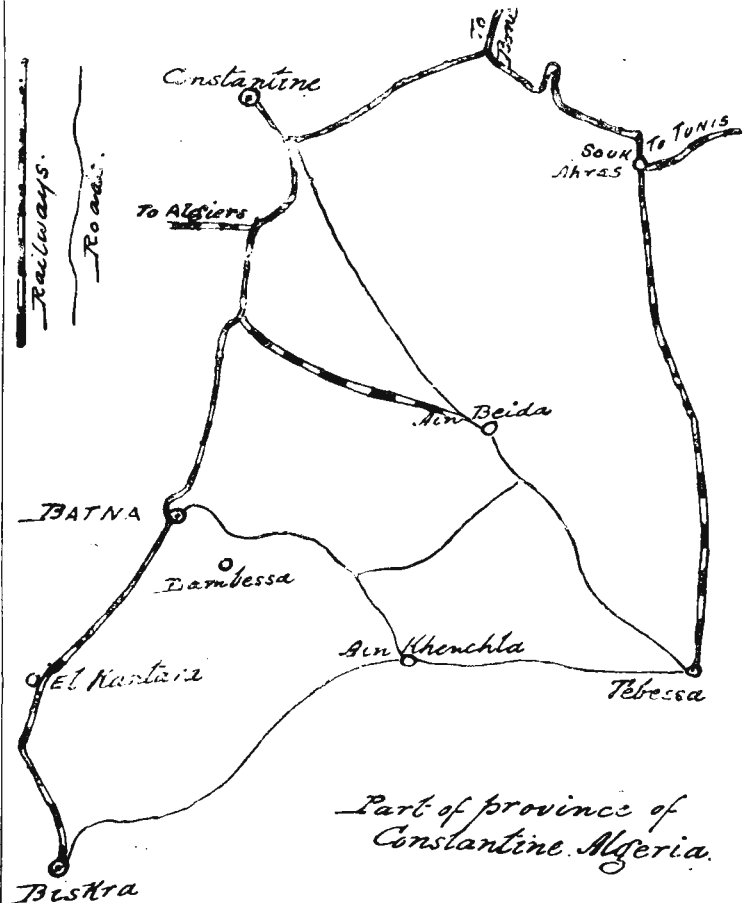 To
Bône
Constantine
To TUNIS
SOUK
Ahras
Railways.
Roads.
To Algiers
Ain Beida
BATNA
Lambessa
Ain Khenchla
El Kantara
Tébessa
Part of province of
Constantine. Algeria.
Biskra